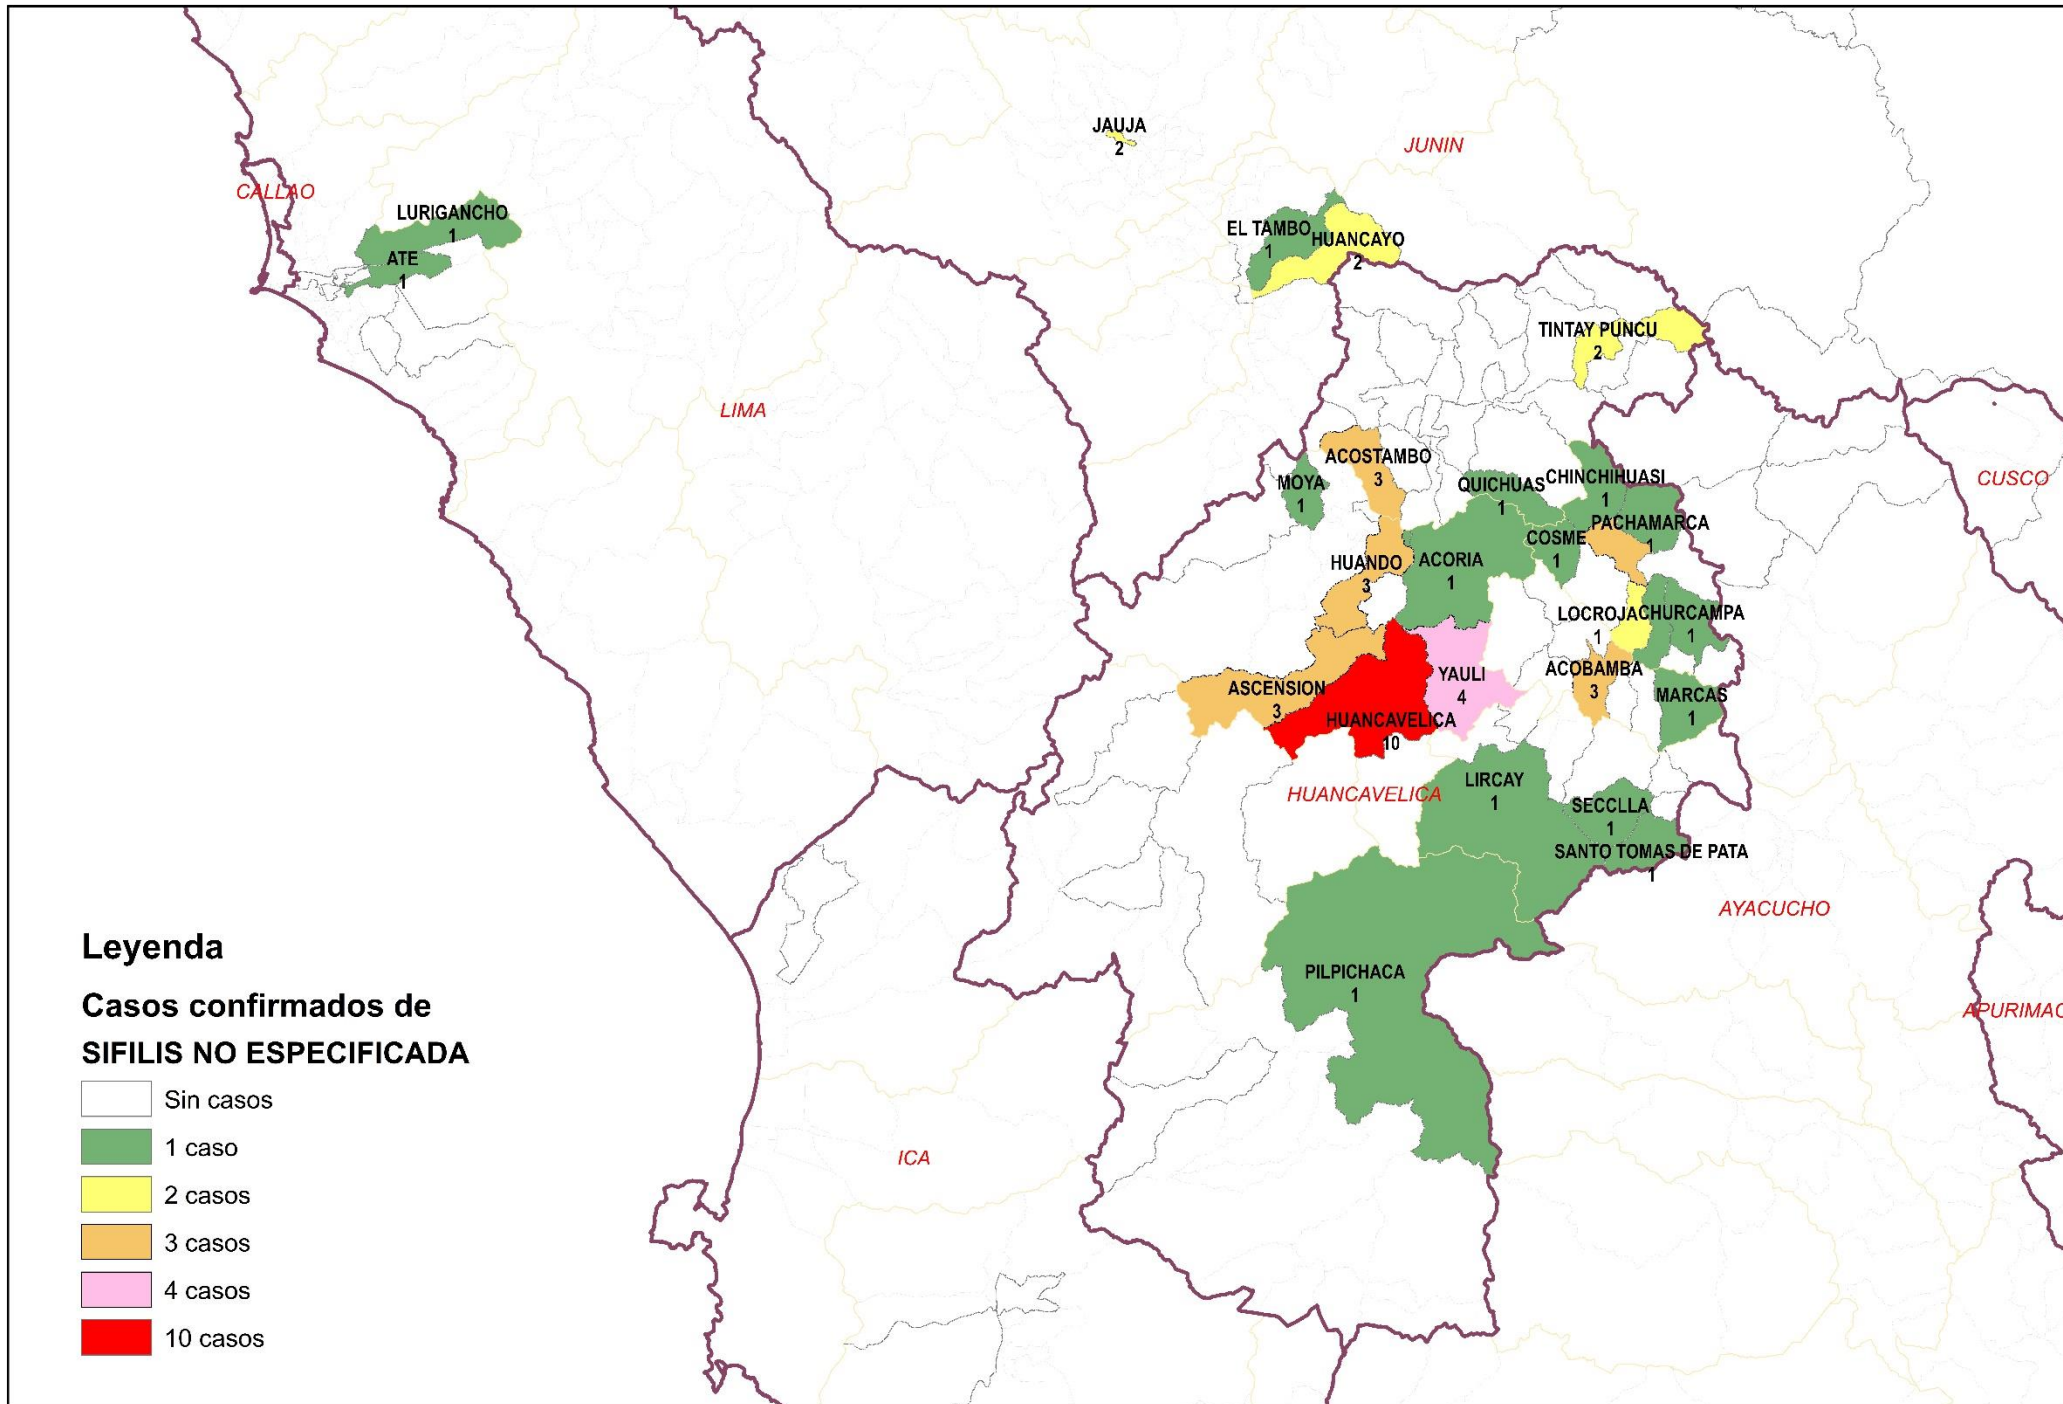 JAUJA
2
JUNIN
CALLAO
LURIGANCHO
1
ATE
1
EL TAMBO
1
HUANCAYO
2
TINTAY PUNCU
2
LIMA
ACOSTAMBO
3
MOYA
1
QUICHUAS
1
CHINCHIHUASI
1
CUSCO
PACHAMARCA
1
COSME
1
HUANDO
3
ACORIA
1
LOCROJA
1
CHURCAMPA
1
ACOBAMBA
3
YAULI
4
ASCENSION
3
MARCAS
1
HUANCAVELICA
10
LIRCAY
1
HUANCAVELICA
SECCLLA
1
SANTO TOMAS DE PATA
1
AYACUCHO
PILPICHACA
1
APURIMAC
ICA
Leyenda
Casos confirmados de
SIFILIS NO ESPECIFICADA
Sin casos
1 caso
2 casos
3 casos
4 casos
10 casos